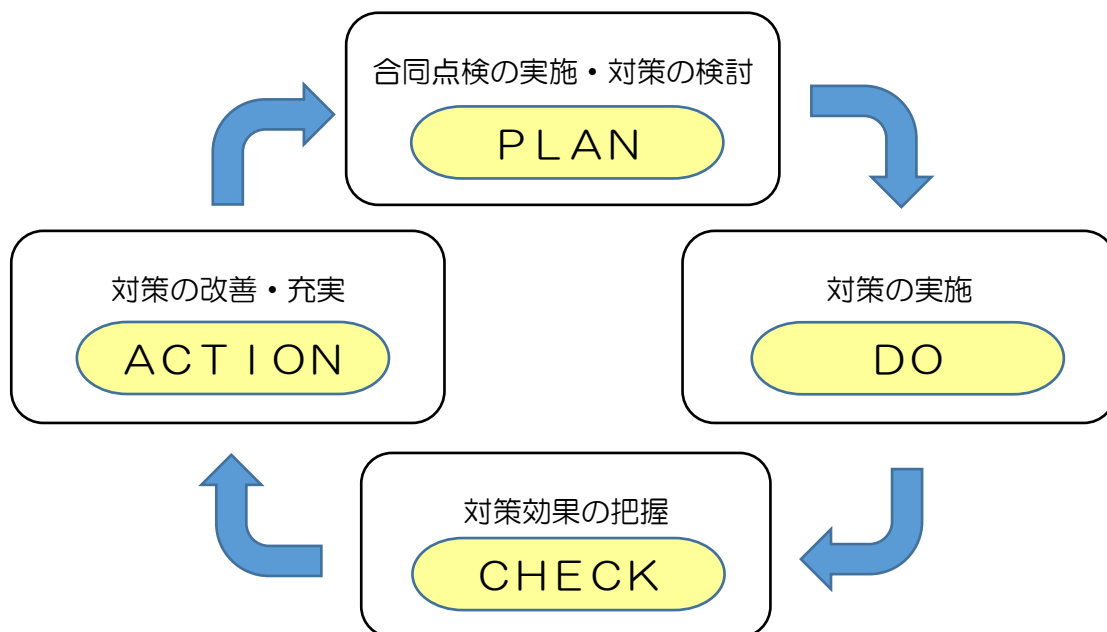 合同点検の実施・対策の検討
ＰＬＡＮ
対策の改善・充実
ＡＣＴＩＯＮ
対策の実施
ＤＯ
対策効果の把握
ＣＨＥＣＫ